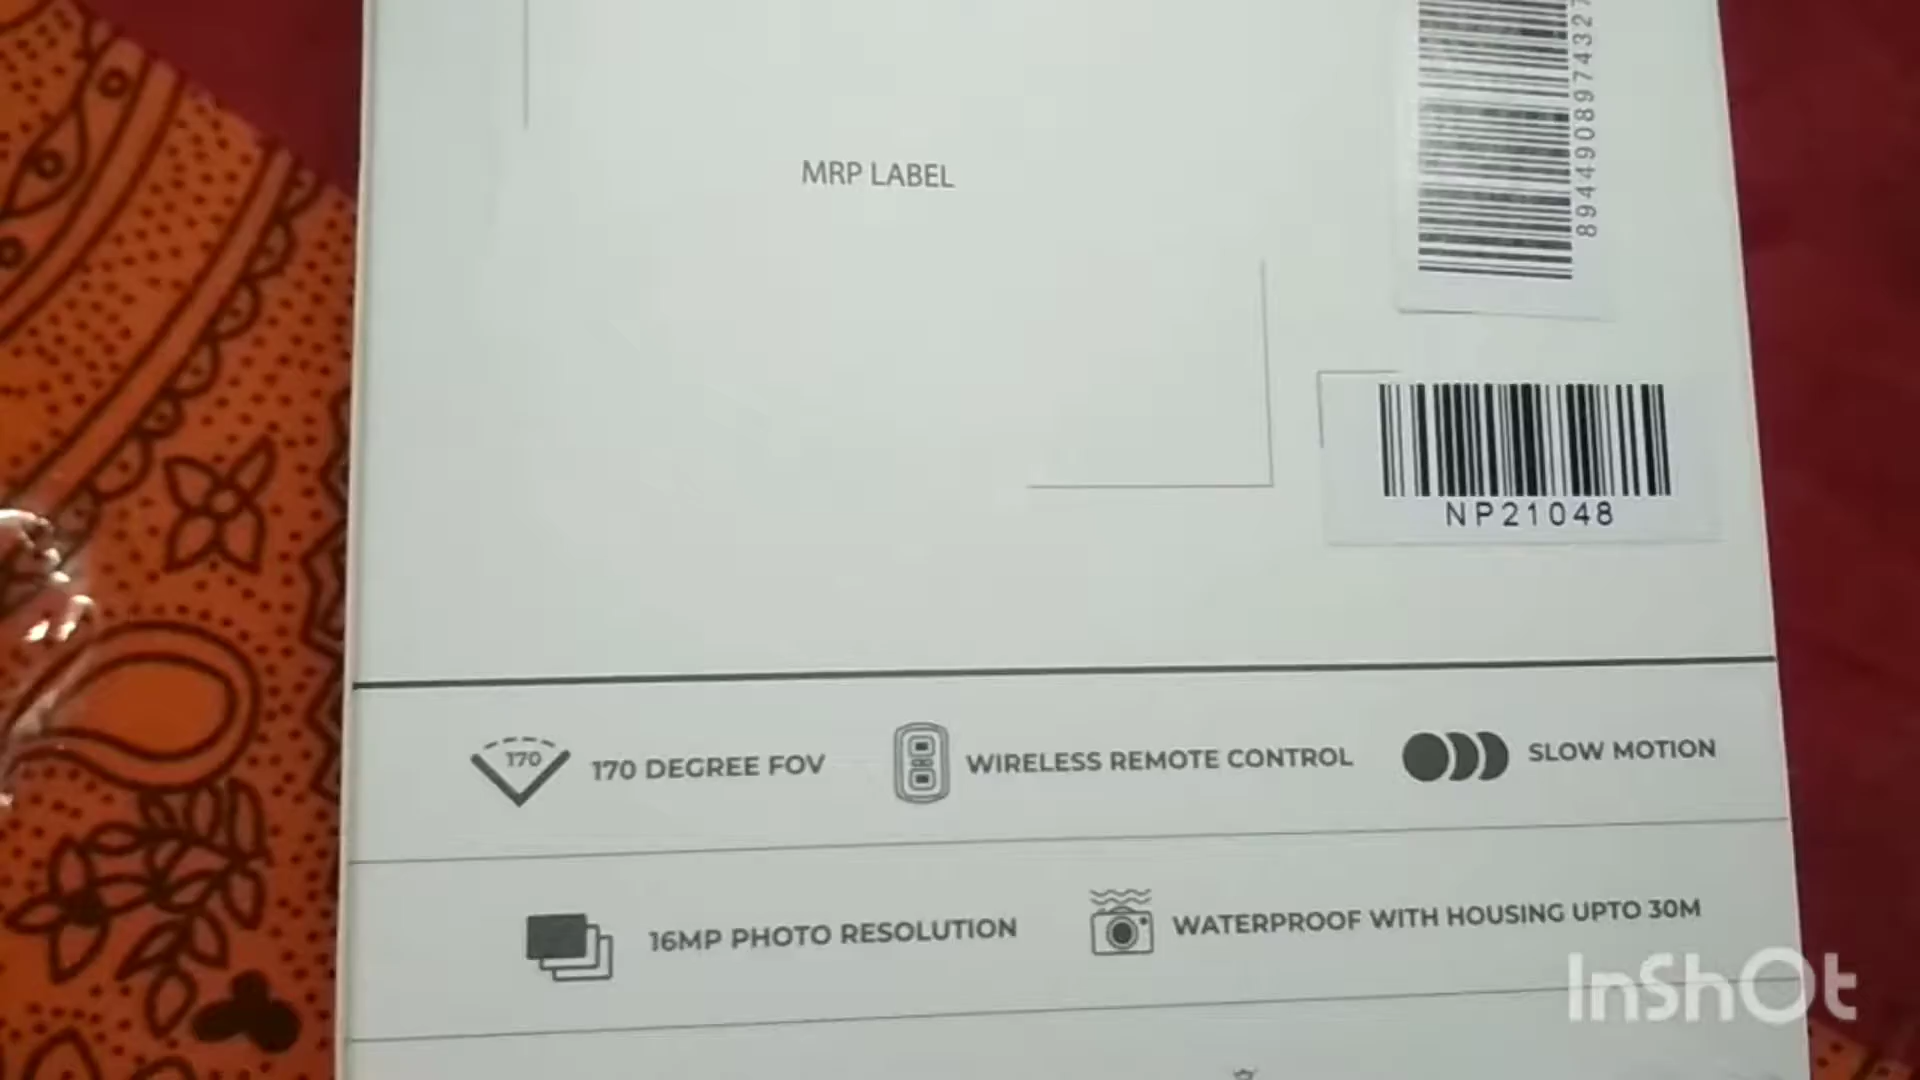 MRP LABEL
8944908974327
NP21048
170
170 DEGREE FOV
WIRELESS REMOTE CONTROL
SLOW MOTION
16MP PHOTO RESOLUTION
WATERPROOF WITH HOUSING UPTO 30M
InShOt